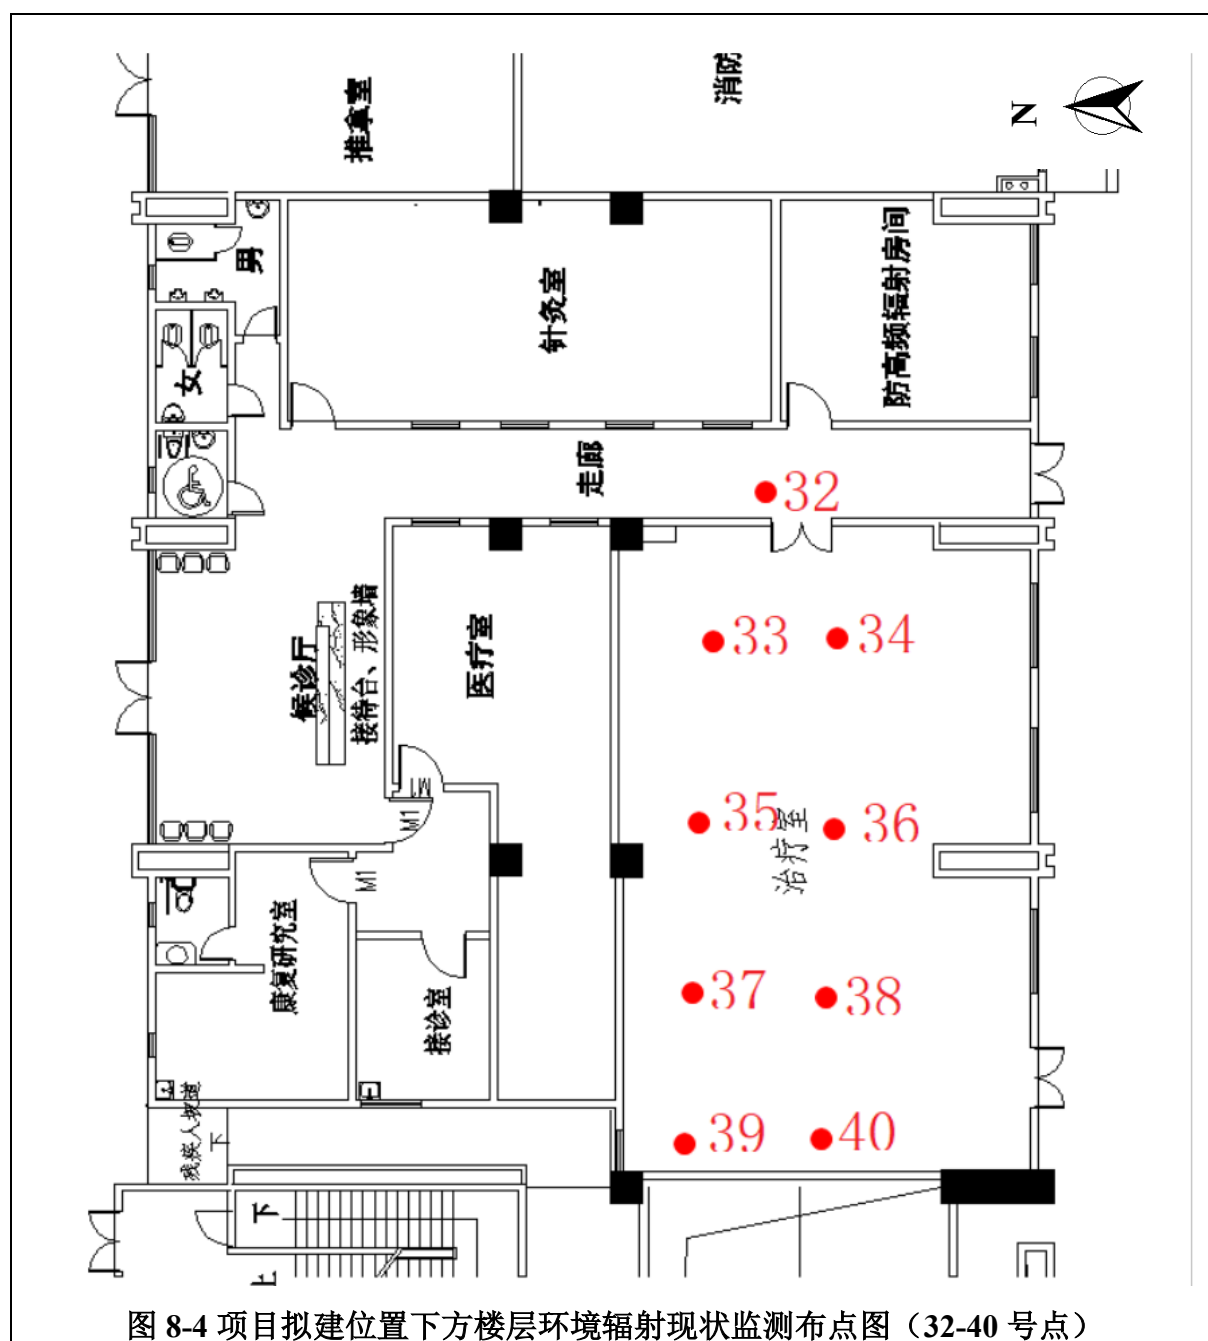 推拿室
消防
N
男
针灸室
防高频辐射房间
女
走廊
32
候诊厅
接待台、形象墙
医疗室
33
34
M1
35
36
治疗室
M1
康复研究室
接诊室
37
38
残疾人坡道
下
39
40
下
上
图 8-4 项目拟建位置下方楼层环境辐射现状监测布点图（32-40 号点）